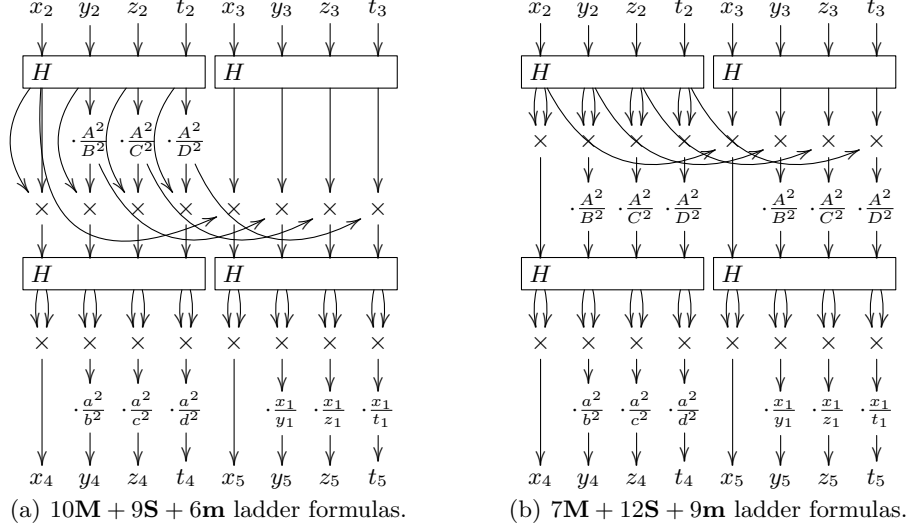 x₂ y₂ z₂ t₂ x₃ y₃ z₃ t₃ x₂ y₂ z₂ t₂ x₃ y₃ z₃ t₃
H H H H
· A²/B² · A²/C² · A²/D² × × × × × × × ×
× × × × × × × × · A²/B² · A²/C² · A²/D² · A²/B² · A²/C² · A²/D²
H H H H
× × × × × × × × × × × × × × × ×
· a²/b² · a²/c² · a²/d² · x₁/y₁ · x₁/z₁ · x₁/t₁ · a²/b² · a²/c² · a²/d² · x₁/y₁ · x₁/z₁ · x₁/t₁
x₄ y₄ z₄ t₄ x₅ y₅ z₅ t₅ x₄ y₄ z₄ t₄ x₅ y₅ z₅ t₅
(a) 10M + 9S + 6m ladder formulas. (b) 7M + 12S + 9m ladder formulas.